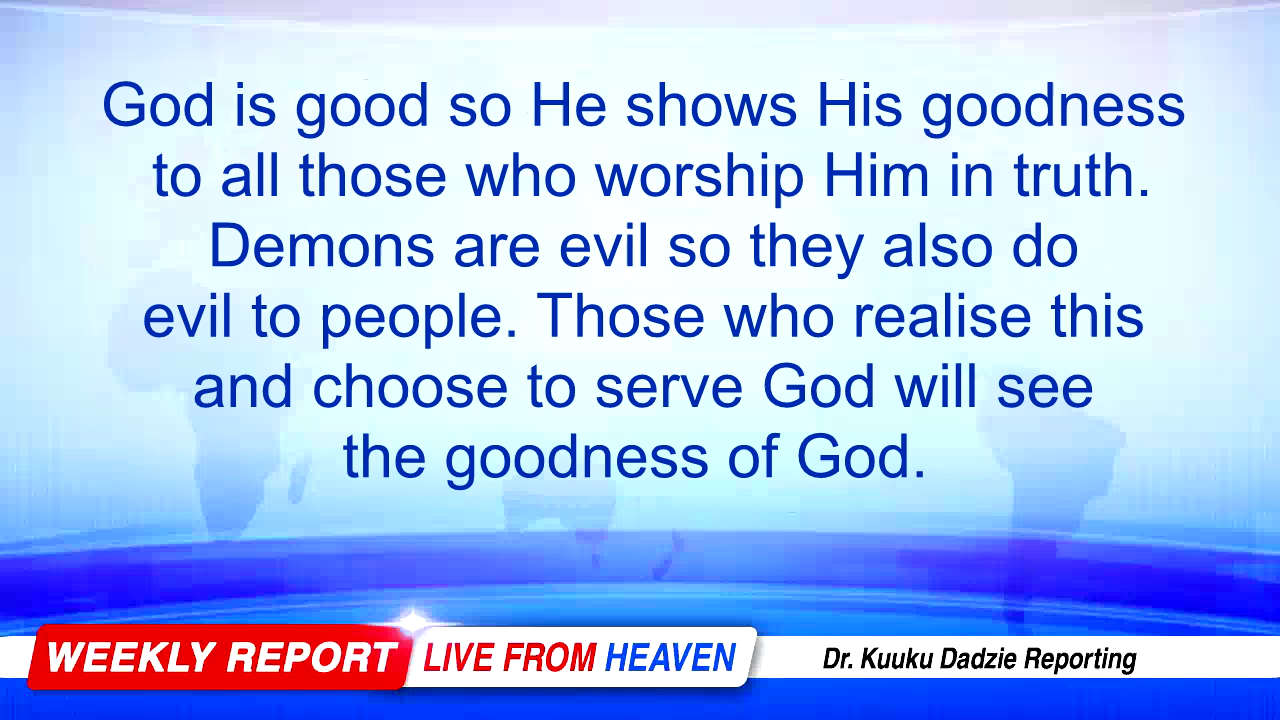 God is good so He shows His goodness
to all those who worship Him in truth.
Demons are evil so they also do
evil to people. Those who realise this
and choose to serve God will see
the goodness of God.
WEEKLY REPORT LIVE FROM HEAVEN Dr. Kuuku Dadzie Reporting